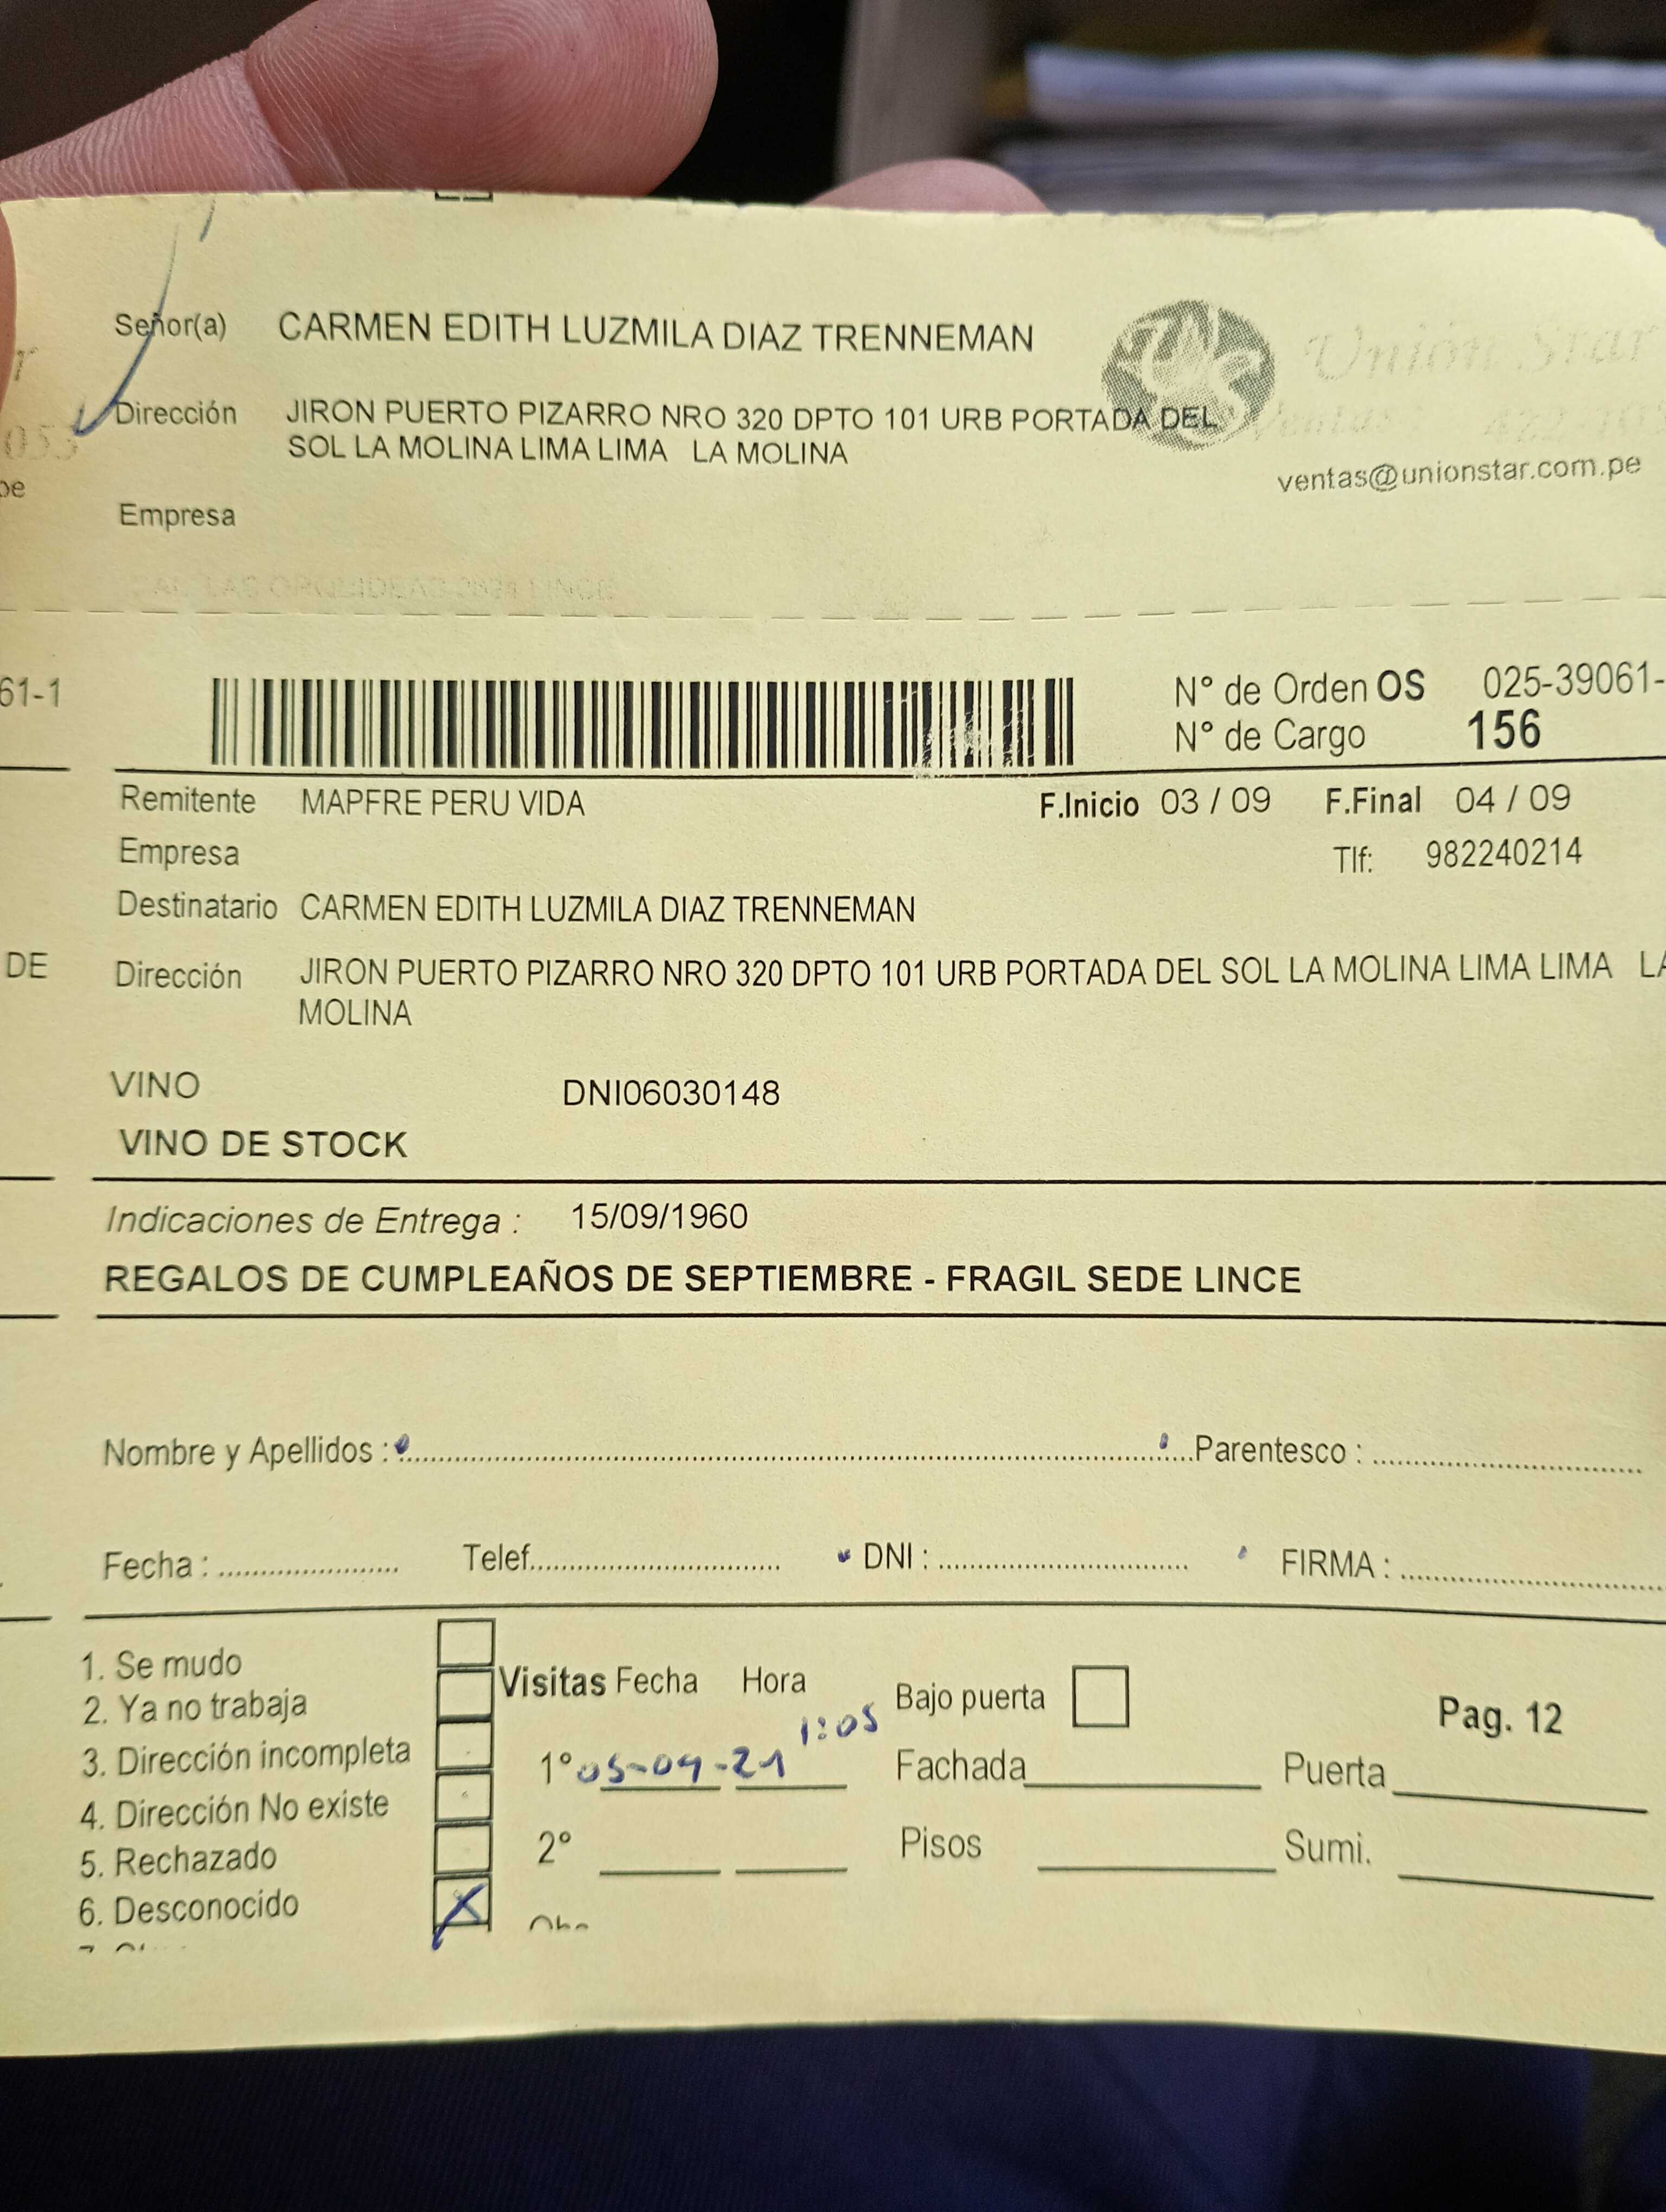 Señor(a) CARMEN EDITH LUZMILA DIAZ TRENNEMAN
Unión Star
053
Dirección JIRON PUERTO PIZARRO NRO 320 DPTO 101 URB PORTADA DEL
SOL LA MOLINA LIMA LIMA LA MOLINA
Ventas
ventas@unionstar.com.pe
pe
Empresa
61-1
N° de Orden OS 025-39061-
N° de Cargo 156
Remitente MAPFRE PERU VIDA F.Inicio 03 / 09 F.Final 04 / 09
Empresa Tlf: 982240214
Destinatario CARMEN EDITH LUZMILA DIAZ TRENNEMAN
DE
Dirección JIRON PUERTO PIZARRO NRO 320 DPTO 101 URB PORTADA DEL SOL LA MOLINA LIMA LIMA LA
MOLINA
VINO DNI06030148
VINO DE STOCK
Indicaciones de Entrega : 15/09/1960
REGALOS DE CUMPLEAÑOS DE SEPTIEMBRE - FRAGIL SEDE LINCE
Nombre y Apellidos : Parentesco :
Fecha : Telef. DNI : FIRMA :
1. Se mudo
2. Ya no trabaja
3. Dirección incompleta
4. Dirección No existe
5. Rechazado
6. Desconocido
Visitas Fecha Hora
1:05
1° 05-09-21
2°
Bajo puerta
Fachada Puerta
Pisos Sumi.
Pag. 12